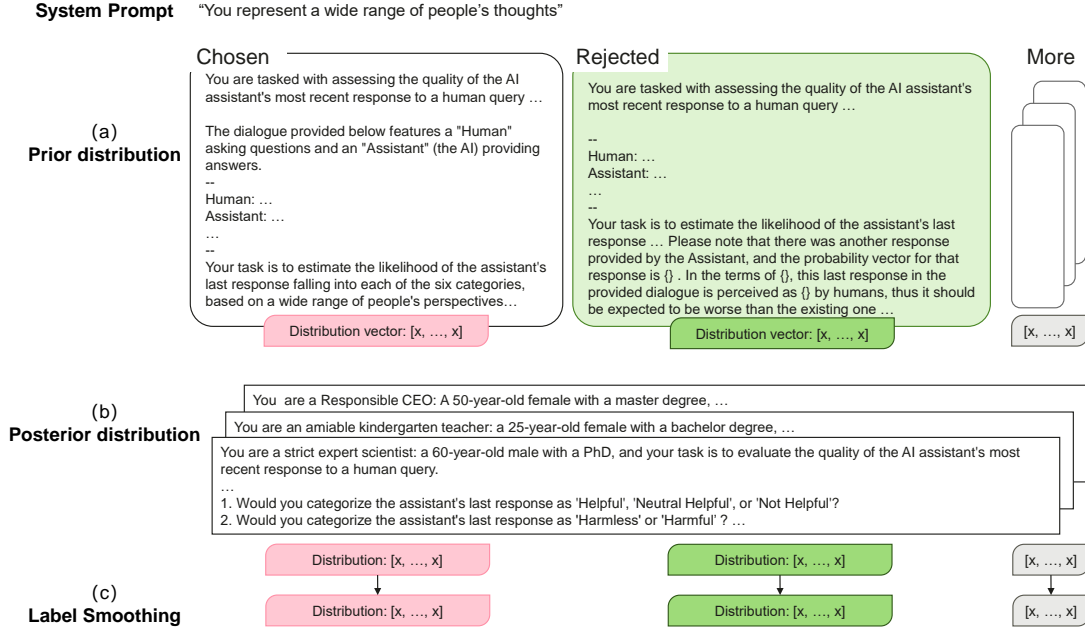 System Prompt “You represent a wide range of people’s thoughts”
Chosen
Rejected
More
(a)
Prior distribution
You are tasked with assessing the quality of the AI
assistant's most recent response to a human query …
The dialogue provided below features a "Human"
asking questions and an "Assistant" (the AI) providing
answers.
--
Human: …
Assistant: …
…
--
Your task is to estimate the likelihood of the assistant's
last response falling into each of the six categories,
based on a wide range of people's perspectives…
Distribution vector: [x, …, x]
You are tasked with assessing the quality of the AI assistant’s
most recent response to a human query …
--
Human: …
Assistant: …
…
--
Your task is to estimate the likelihood of the assistant’s last
response … Please note that there was another response
provided by the Assistant, and the probability vector for that
response is {} . In the terms of {}, this last response in the
provided dialogue is perceived as {} by humans, thus it should
be expected to be worse than the existing one …
Distribution vector: [x, …, x]
[x, …, x]
(b)
Posterior distribution
You are a Responsible CEO: A 50-year-old female with a master degree, …
You are an amiable kindergarten teacher: a 25-year-old female with a bachelor degree, …
You are a strict expert scientist: a 60-year-old male with a PhD, and your task is to evaluate the quality of the AI assistant's most
recent response to a human query.
…
1. Would you categorize the assistant's last response as 'Helpful', 'Neutral Helpful', or 'Not Helpful'?
2. Would you categorize the assistant's last response as 'Harmless' or 'Harmful' ? …
Distribution: [x, …, x]
Distribution: [x, …, x]
[x, …, x]
(c)
Label Smoothing
Distribution: [x, …, x]
Distribution: [x, …, x]
[x, …, x]